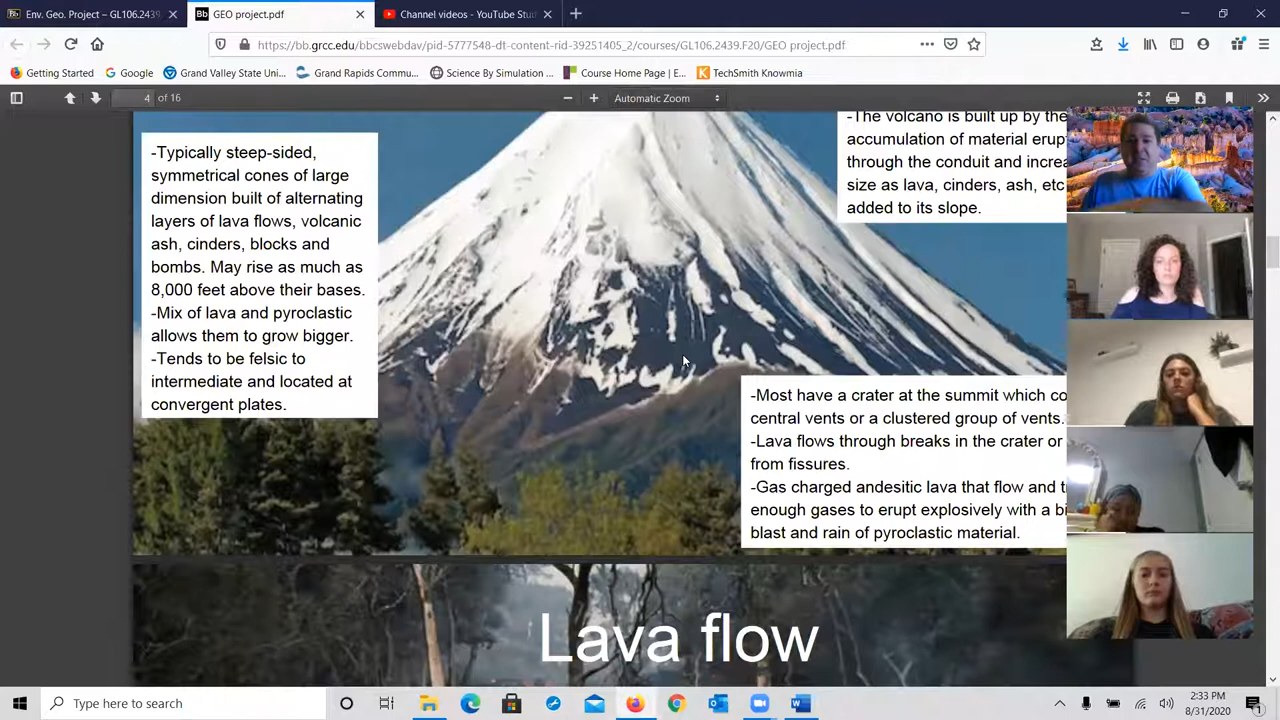 Env. Geo. Project – GL106.2439
GEO project.pdf
Channel videos - YouTube Stu
https://bb.grcc.edu/bbcswebdav/pid-5777548-dt-content-rid-39251405_2/courses/GL106.2439.F20/GEO project.pdf
Getting Started
Google
Grand Valley State Uni...
Grand Rapids Commu...
Science By Simulation ...
Course Home Page | E...
TechSmith Knowmia
4 of 16
Automatic Zoom
-Typically steep-sided,
symmetrical cones of large
dimension built of alternating
layers of lava flows, volcanic
ash, cinders, blocks and
bombs. May rise as much as
8,000 feet above their bases.
-Mix of lava and pyroclastic
allows them to grow bigger.
-Tends to be felsic to
intermediate and located at
convergent plates.
-The volcano is built up by the
accumulation of material erup
through the conduit and increa
size as lava, cinders, ash, etc
added to its slope.
-Most have a crater at the summit which co
central vents or a clustered group of vents.
-Lava flows through breaks in the crater or
from fissures.
-Gas charged andesitic lava that flow and t
enough gases to erupt explosively with a bi
blast and rain of pyroclastic material.
Lava flow
Type here to search
2:33 PM
8/31/2020